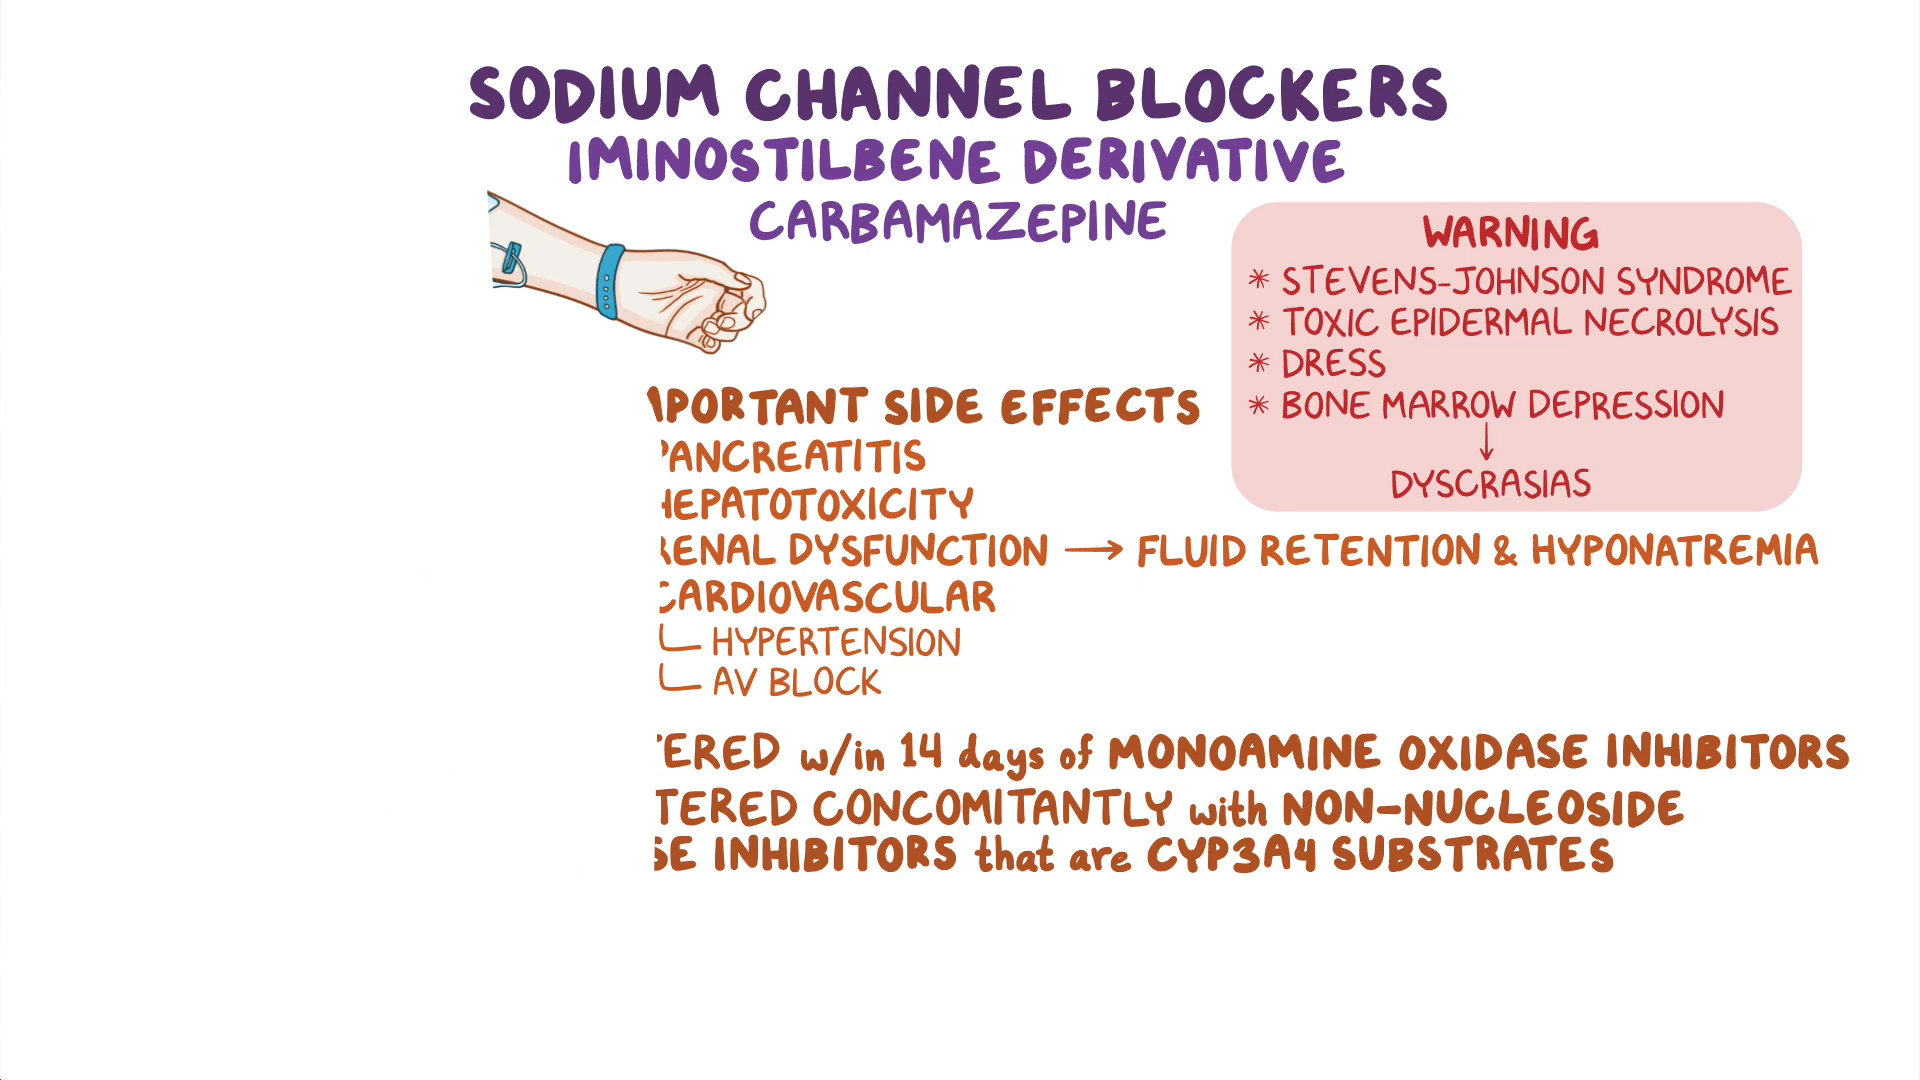 SODIUM CHANNEL BLOCKERS
IMINOSTILBENE DERIVATIVE
CARBAMAZEPINE
WARNING
* STEVENS-JOHNSON SYNDROME
* TOXIC EPIDERMAL NECROLYSIS
* DRESS
* BONE MARROW DEPRESSION
↓
DYSCRASIAS
PORTANT SIDE EFFECTS
ANCREATITIS
EPATOTOXICITY
ENAL DYSFUNCTION → FLUID RETENTION & HYPONATREMIA
CARDIOVASCULAR
HYPERTENSION
AV BLOCK
ERED w/in 14 days of MONOAMINE OXIDASE INHIBITORS
TERED CONCOMITANTLY with NON-NUCLEOSIDE
SE INHIBITORS that are CYP3A4 SUBSTRATES